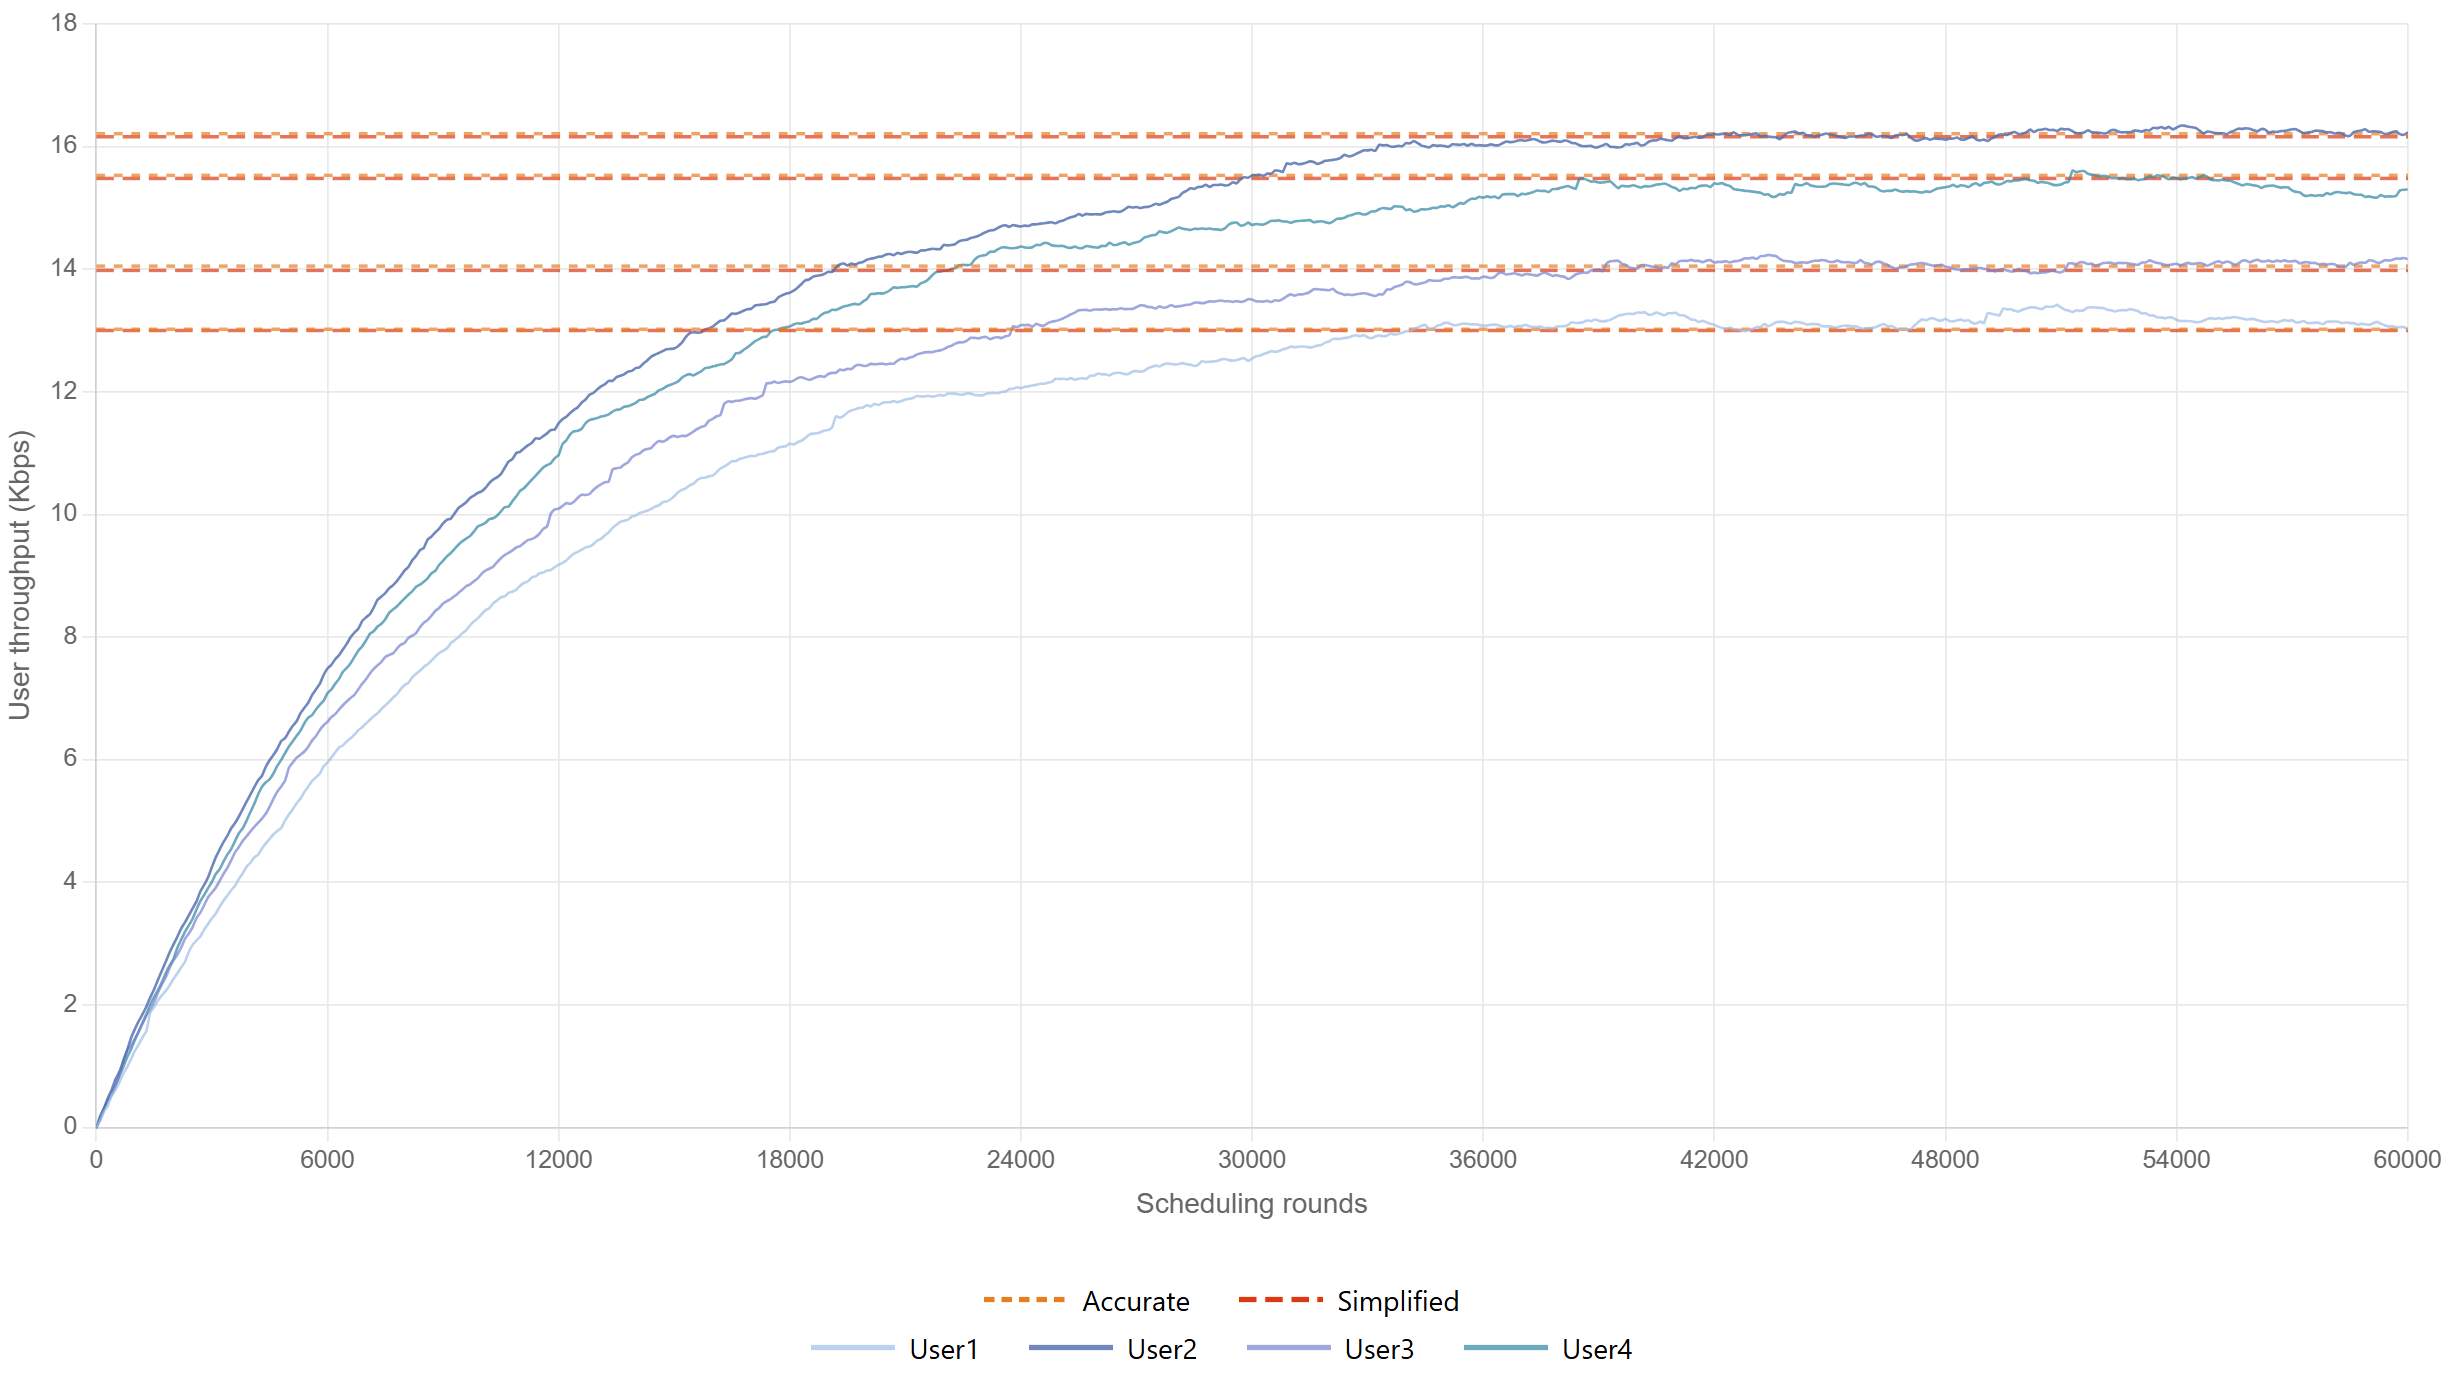 18
16
14
12
10
8
6
4
2
0
User throughput (Kbps)
0 6000 12000 18000 24000 30000 36000 42000 48000 54000 60000
Scheduling rounds
Accurate Simplified
User1 User2 User3 User4